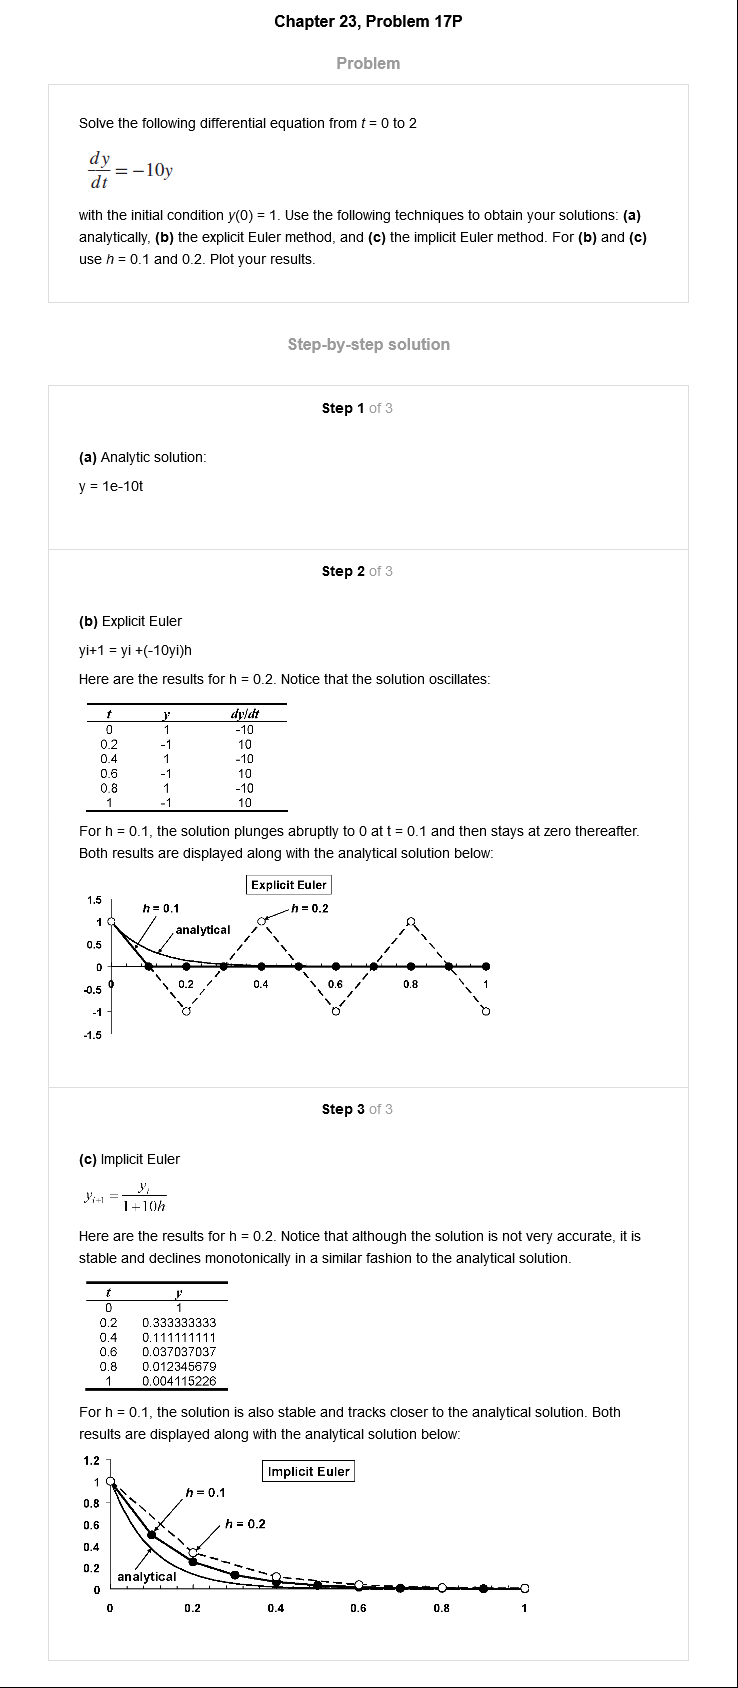 Chapter 23, Problem 17P
Problem
Solve the following differential equation from t = 0 to 2
dy/dt = −10y
with the initial condition y(0) = 1. Use the following techniques to obtain your solutions: (a)
analytically, (b) the explicit Euler method, and (c) the implicit Euler method. For (b) and (c)
use h = 0.1 and 0.2. Plot your results.
Step-by-step solution
Step 1 of 3
(a) Analytic solution:
y = 1e-10t
Step 2 of 3
(b) Explicit Euler
yi+1 = yi +(-10yi)h
Here are the results for h = 0.2. Notice that the solution oscillates:
t y dy/dt
0 1 -10
0.2 -1 10
0.4 1 -10
0.6 -1 10
0.8 1 -10
1 -1 10
For h = 0.1, the solution plunges abruptly to 0 at t = 0.1 and then stays at zero thereafter.
Both results are displayed along with the analytical solution below:
Explicit Euler
1.5
h = 0.1
h = 0.2
1
analytical
0.5
0
0 0.2 0.4 0.6 0.8 1
-0.5
-1
-1.5
Step 3 of 3
(c) Implicit Euler
yi+1 = yi/1+10h
Here are the results for h = 0.2. Notice that although the solution is not very accurate, it is
stable and declines monotonically in a similar fashion to the analytical solution.
t y
0 1
0.2 0.333333333
0.4 0.111111111
0.6 0.037037037
0.8 0.012345679
1 0.004115226
For h = 0.1, the solution is also stable and tracks closer to the analytical solution. Both
results are displayed along with the analytical solution below:
1.2
Implicit Euler
1
h = 0.1
0.8
0.6
h = 0.2
0.4
0.2
analytical
0
0 0.2 0.4 0.6 0.8 1